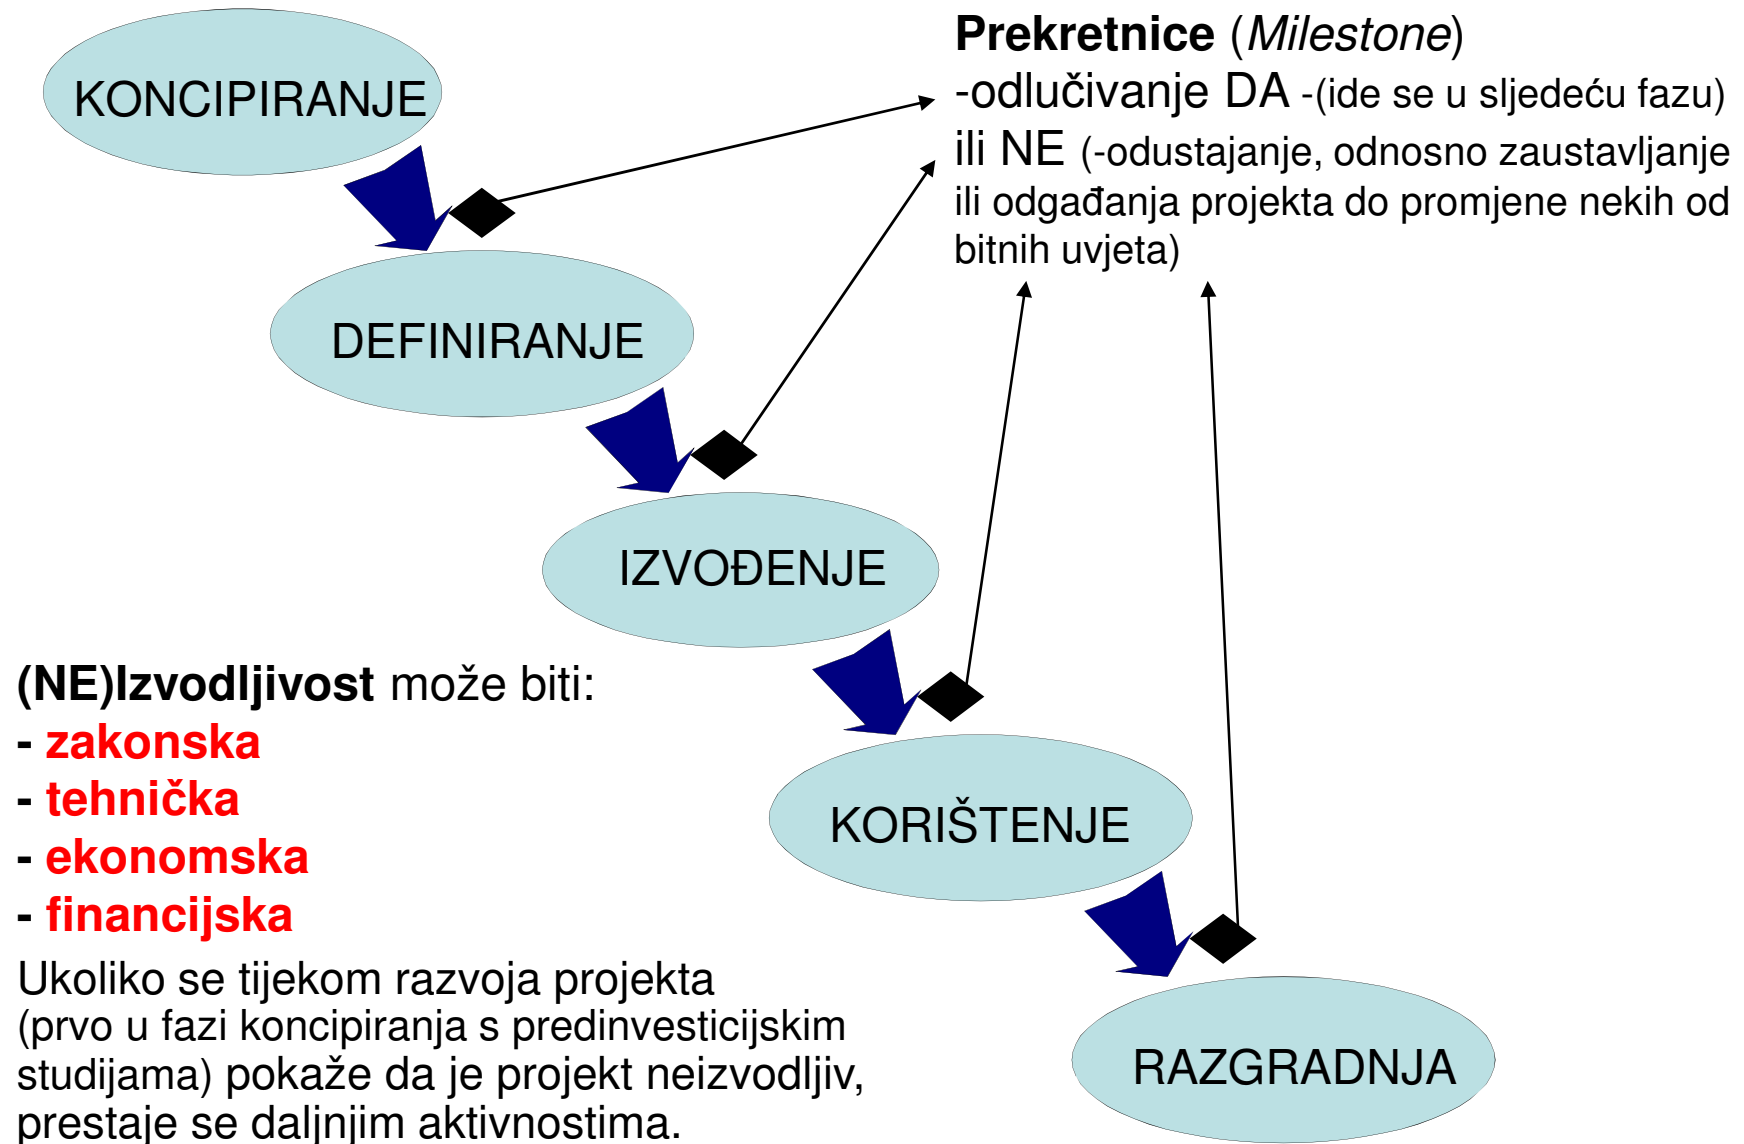 KONCIPIRANJE
Prekretnice (Milestone)
-odlučivanje DA -(ide se u sljedeću fazu)
ili NE (-odustajanje, odnosno zaustavljanje
ili odgađanja projekta do promjene nekih od
bitnih uvjeta)
DEFINIRANJE
IZVOĐENJE
KORIŠTENJE
RAZGRADNJA
(NE)Izvodljivost može biti:
- zakonska
- tehnička
- ekonomska
- financijska
Ukoliko se tijekom razvoja projekta
(prvo u fazi koncipiranja s predinvesticijskim
studijama) pokaže da je projekt neizvodljiv,
prestaje se daljnjim aktivnostima.